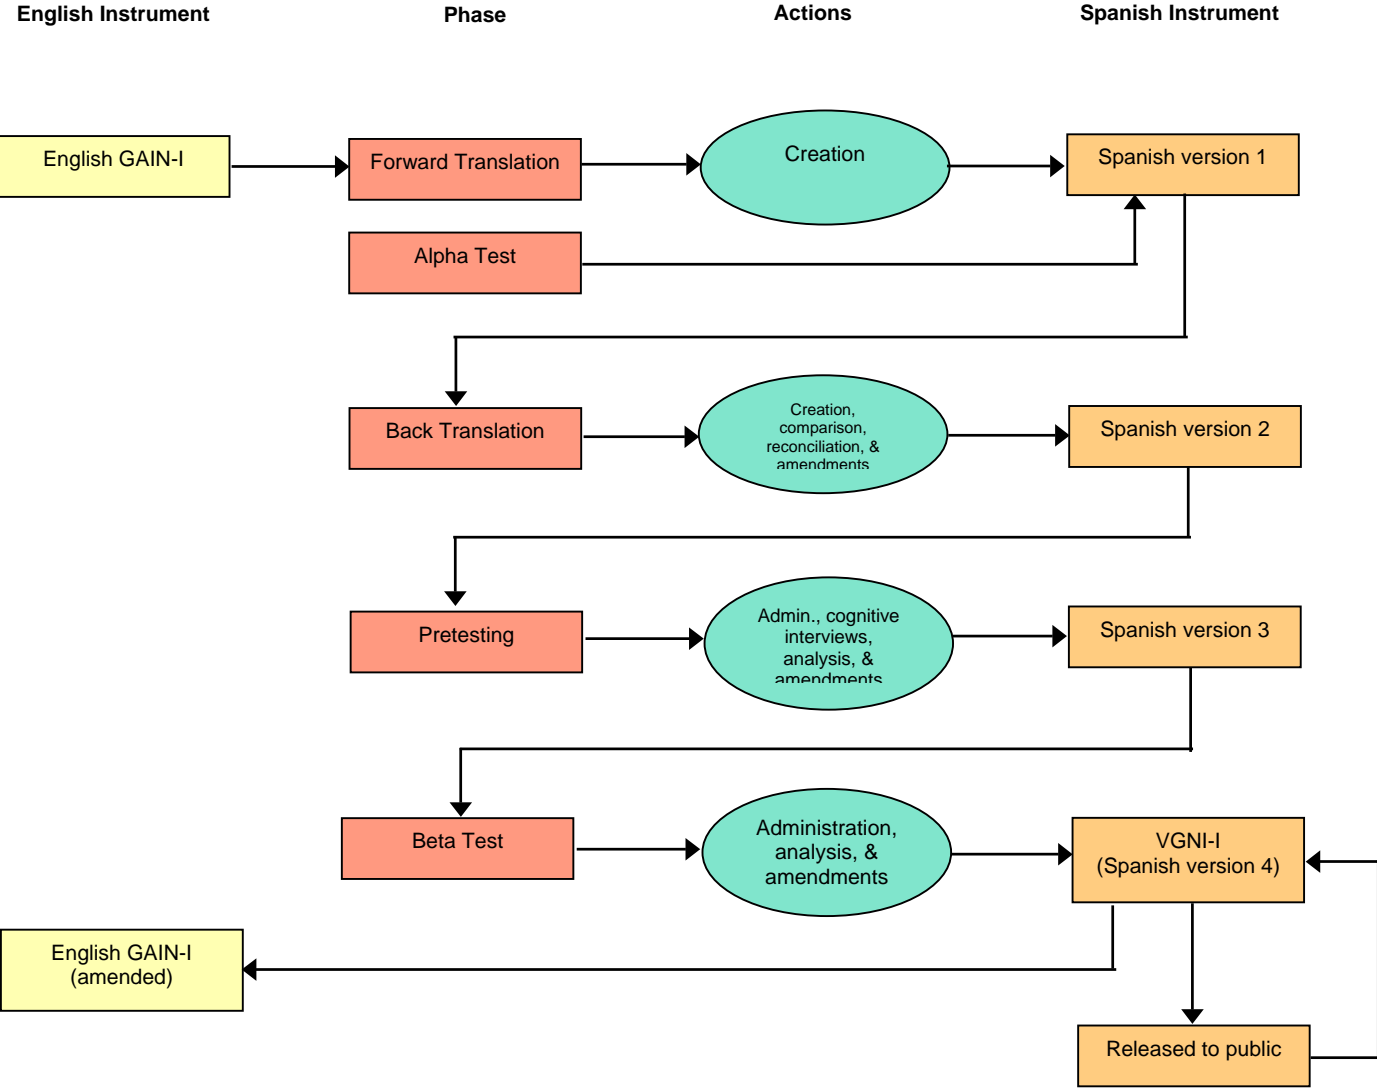 English Instrument
Phase
Actions
Spanish Instrument
English GAIN-I
Forward Translation
Creation
Spanish version 1
Alpha Test
Back Translation
Creation,
comparison,
reconciliation, &
amendments
Spanish version 2
Pretesting
Admin., cognitive
interviews,
analysis, &
amendments
Spanish version 3
Beta Test
Administration,
analysis, &
amendments
VGNI-I
(Spanish version 4)
English GAIN-I
(amended)
Released to public